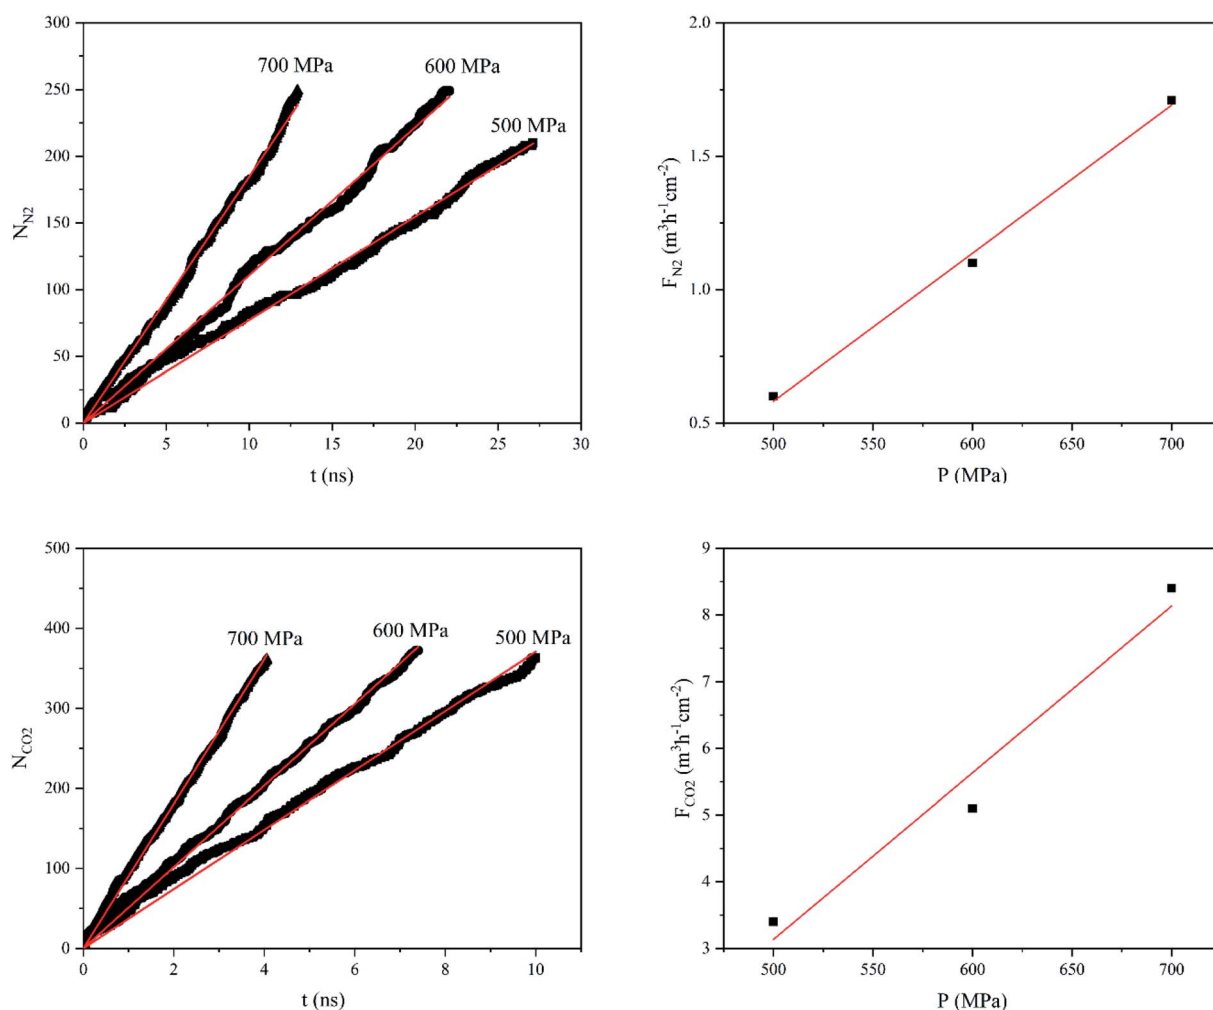 300
250
200
150
100
50
0
N_N2
700 MPa
600 MPa
500 MPa
0 5 10 15 20 25 30
t (ns)
2.0
1.5
1.0
0.5
F_N2 (m³h⁻¹cm⁻²)
500 550 600 650 700
P (MPa)
500
400
300
200
100
0
N_CO2
700 MPa
600 MPa
500 MPa
0 2 4 6 8 10
t (ns)
9
8
7
6
5
4
3
F_CO2 (m³h⁻¹cm⁻²)
500 550 600 650 700
P (MPa)